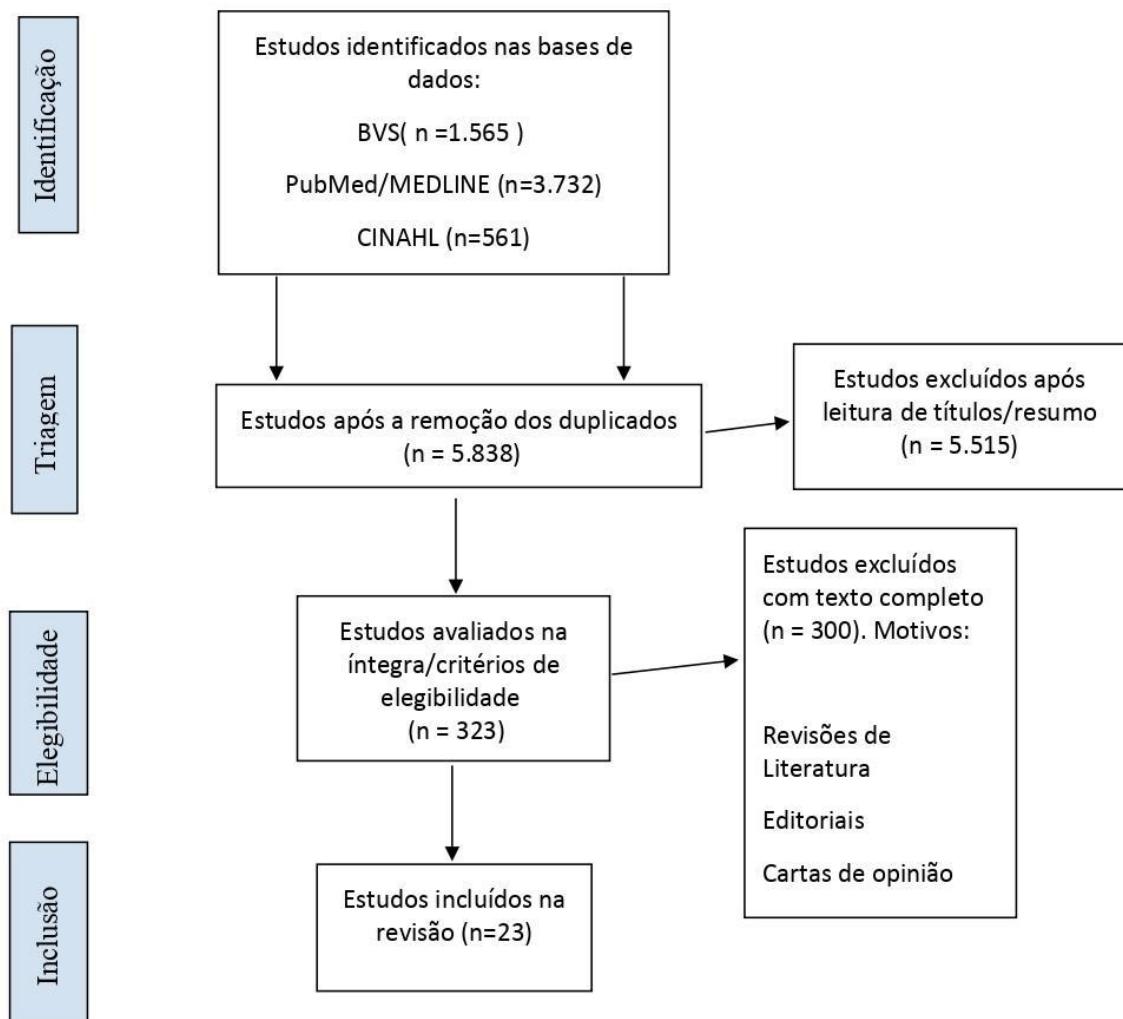 Identificação
Estudos identificados nas bases de
dados:
BVS( n =1.565 )
PubMed/MEDLINE (n=3.732)
CINAHL (n=561)
Triagem
Estudos após a remoção dos duplicados
(n = 5.838)
Estudos excluídos após
leitura de títulos/resumo
(n = 5.515)
Elegibilidade
Estudos avaliados na
íntegra/critérios de
elegibilidade
(n = 323)
Estudos excluídos
com texto completo
(n = 300). Motivos:
Revisões de
Literatura
Editoriais
Cartas de opinião
Inclusão
Estudos incluídos na
revisão (n=23)